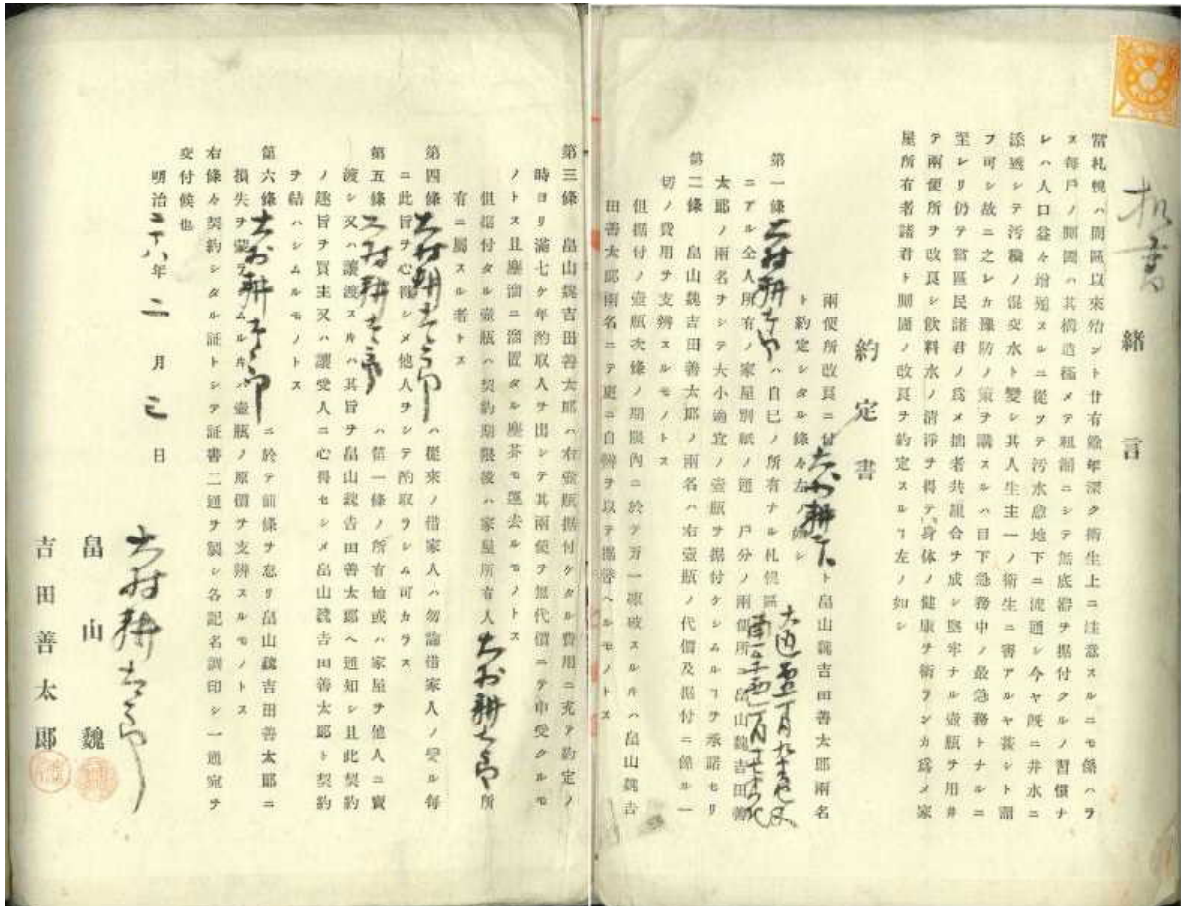 緒言
當札幌ハ開區以來殆ント廿有餘年深ク衛生上ニ注意スルニモ係ハラ
ス每戶ノ厠圊ハ其構造極メテ粗漏ニシテ無底器ヲ据付クルノ習慣ナ
レハ人口益々增殖スルニ從ツテ汚水悉地下ニ流通シ今ヤ既ニ井水ニ
滲透シテ汚穢ノ混交水ト變シ其人生主一ノ衛生ニ害アルヤ蓋シト謂
フ可シ故ニ之レカ豫防ノ策ヲ講スルハ目下急務中ノ最急務トナルニ
至レリ仍テ當區民諸君ノ爲メ拙者共組合ヲ成シ堅牢ナル壺瓶ヲ用井
テ兩便所ヲ改良シ飮料水ノ清淨ヲ得テ身体ノ健康ヲ衛ランカ爲メ家
屋所有者諸君ト厠圊ノ改良ヲ約定スルヿ左ノ如シ
約定書
兩便所改良ニ付 ト畠山魏吉田善太郎兩名
ト約定シタル條々左ノ如シ
第一條 ハ自己ノ所有ナル札幌區
ニアル仝人所有ノ家屋別紙ノ通 戶分ノ兩便所ニ畠山魏吉田善
太郎ノ兩名ヲシテ大小適宜ノ壺瓶ヲ据付ケシムルヿヲ承諾セリ
第二條 畠山魏吉田善太郎ノ兩名ハ右壺瓶ノ代價及据付ニ係ル一
切ノ費用ヲ支辨スルモノトス
但据付ノ壺瓶次條ノ期限內ニ於テ万一壞破スル片ハ畠山魏吉
田善太郎兩名ニテ更ニ自辨ヲ以テ据替ヘルモノトス
第三條 畠山魏吉田善太郎ハ右壺瓶据付ケタル費用ニ充テ約定ノ
時ヨリ滿七ケ年酌取人ヲ出シテ其兩便ヲ無代價ニテ申受クルモ
ノトス且塵溜ニ溜置タル塵芥モ運去ルモノトス
但据付タル壺瓶ハ契約期限後ハ家屋所有人 所
有ニ屬スル者トス
第四條 ハ從來ノ借家人ハ勿論借家人ノ變ル每
ニ此旨ヲ心得シメ他人ヲシテ酌取ラシム可カラス
第五條 ハ第一條ノ所有地或ハ家屋ヲ他人ニ賣
渡シ又ハ讓渡ス片ハ其旨ヲ畠山魏吉田善太郎ヘ通知シ且此契約
ノ趣旨ヲ買主又ハ讓受人ニ心得セシメ畠山魏吉田善太郎ト契約
ヲ結ハシムルモノトス
第六條 ニ於テ前條ヲ怠リ畠山魏吉田善太郎ニ
損失ヲ蒙ラシムル片ハ壺瓶ノ原價ヲ支辨スルモノトス
右條々契約シタル証トシテ証書二通ヲ製シ各記名調印シ一通宛ヲ
交付候也
明治二十八年二月三日
畠山魏
吉田善太郎